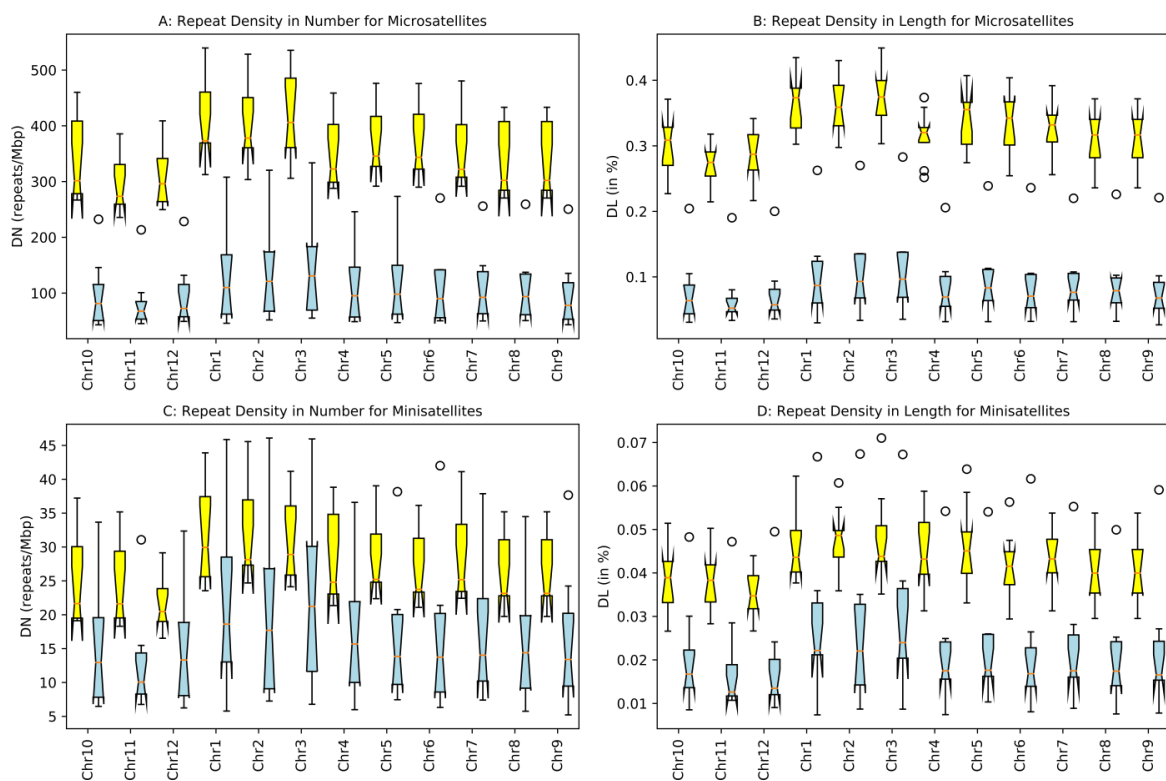 A: Repeat Density in Number for Microsatellites
DN (repeats/Mbp)
500
400
300
200
100
Chr10 Chr11 Chr12 Chr1 Chr2 Chr3 Chr4 Chr5 Chr6 Chr7 Chr8 Chr9
B: Repeat Density in Length for Microsatellites
DL (in %)
0.4
0.3
0.2
0.1
Chr10 Chr11 Chr12 Chr1 Chr2 Chr3 Chr4 Chr5 Chr6 Chr7 Chr8 Chr9
C: Repeat Density in Number for Minisatellites
DN (repeats/Mbp)
45
40
35
30
25
20
15
10
5
Chr10 Chr11 Chr12 Chr1 Chr2 Chr3 Chr4 Chr5 Chr6 Chr7 Chr8 Chr9
D: Repeat Density in Length for Minisatellites
DL (in %)
0.07
0.06
0.05
0.04
0.03
0.02
0.01
Chr10 Chr11 Chr12 Chr1 Chr2 Chr3 Chr4 Chr5 Chr6 Chr7 Chr8 Chr9